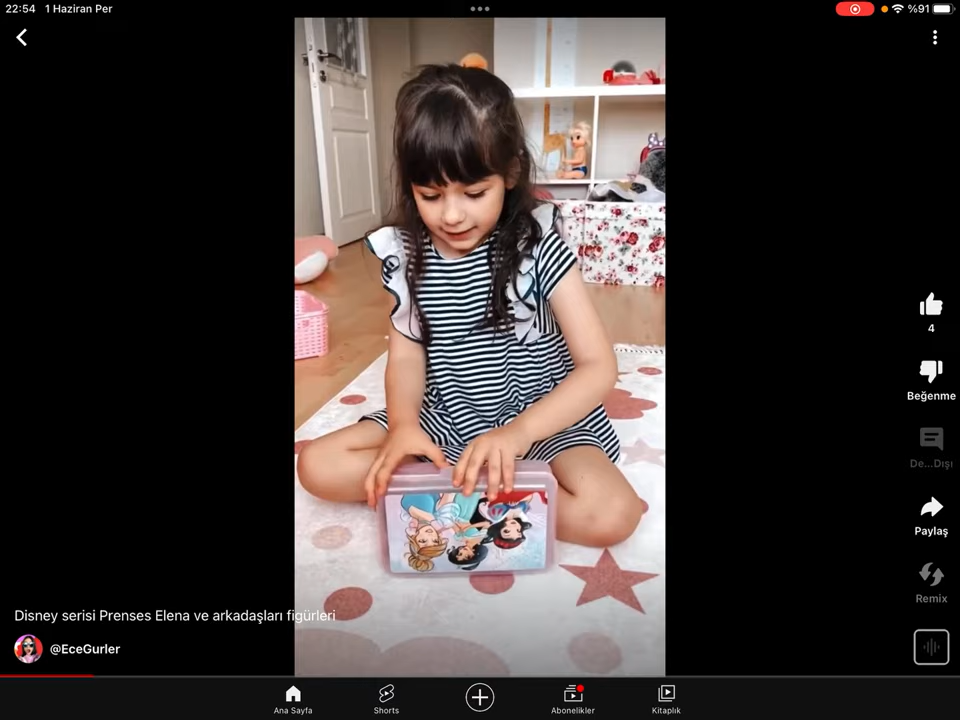 22:54 1 Haziran Per
%91
4
Beğenme
De...Dışı
Paylaş
Remix
Disney serisi Prenses Elena ve arkadaşları figürleri
@EceGurler
Ana Sayfa
Shorts
Abonelikler
Kitaplık